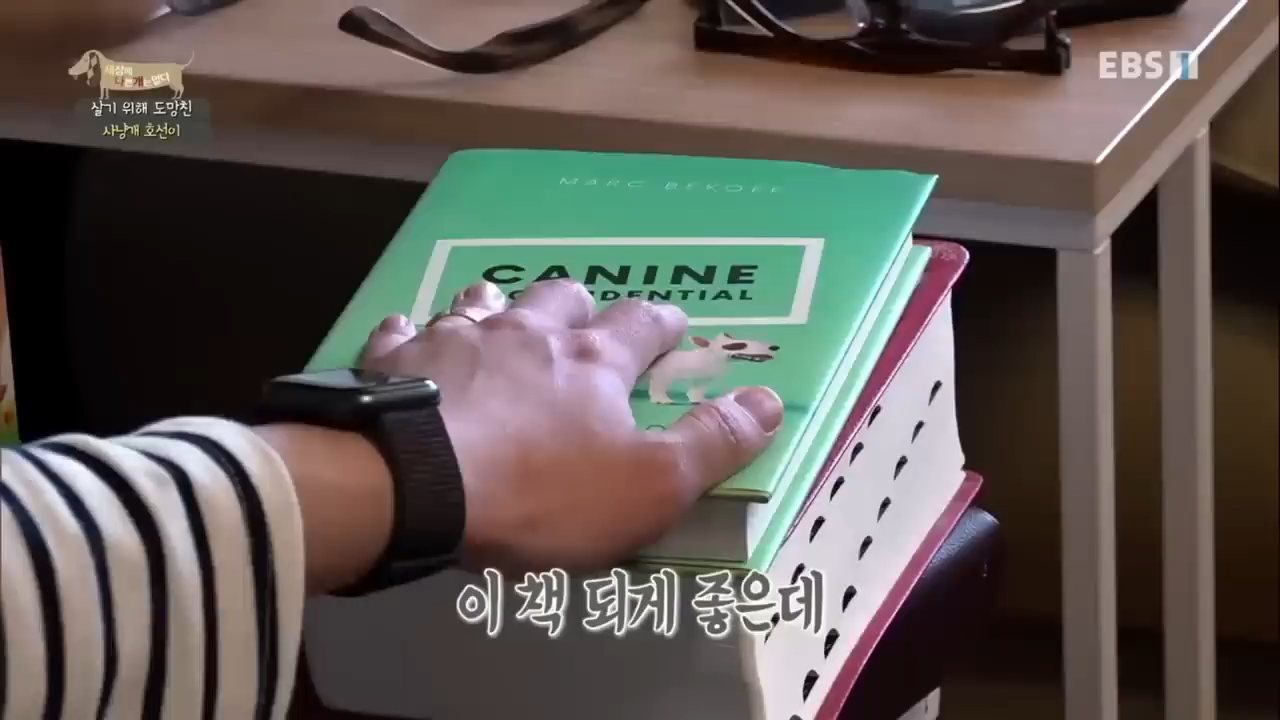 세상에
나쁜개는없다
살기 위해 도망친
사냥개 호선이
EBS1
MARC BEKOFF
CANINE
이 책 되게 좋은데